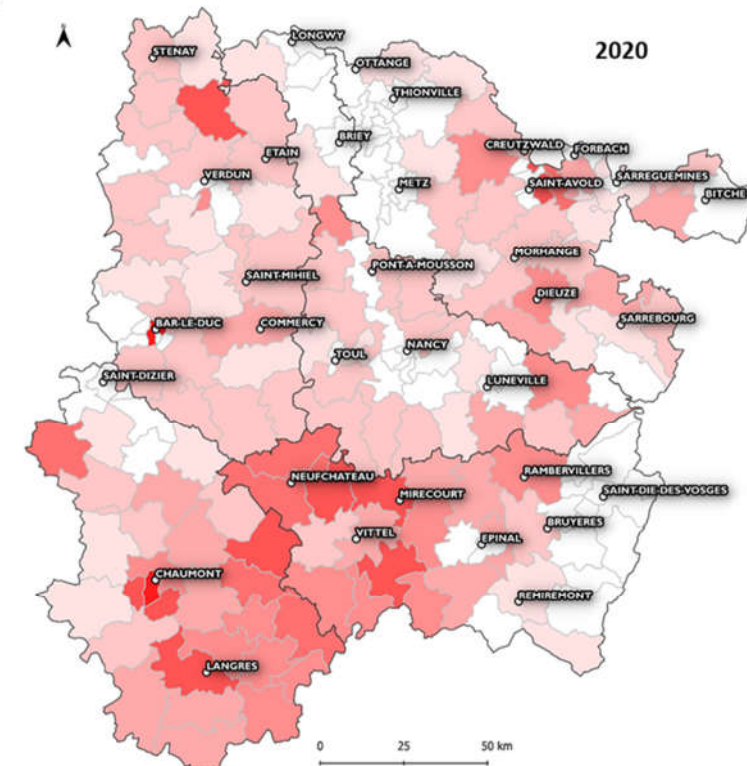 N
LONGWY
STENAY
2020
OTTANGE
THIONVILLE
BRIEY
CREUTZWALD
FORBACH
ETAIN
VERDUN
METZ
SAINT-AVOLD
SARREGUEMINES
BITCHE
MORHANGE
SAINT-MIHIEL
PONT-A-MOUSSON
DIEUZE
BAR-LE-DUC
COMMERCY
SARREBOURG
NANCY
TOUL
SAINT-DIZIER
LUNEVILLE
NEUFCHATEAU
RAMBERVILLERS
MIRECOURT
SAINT-DIE-DES-VOSGES
VITTEL
EPINAL
BRUYERES
CHAUMONT
REMIREMONT
LANGRES
0 25 50 km